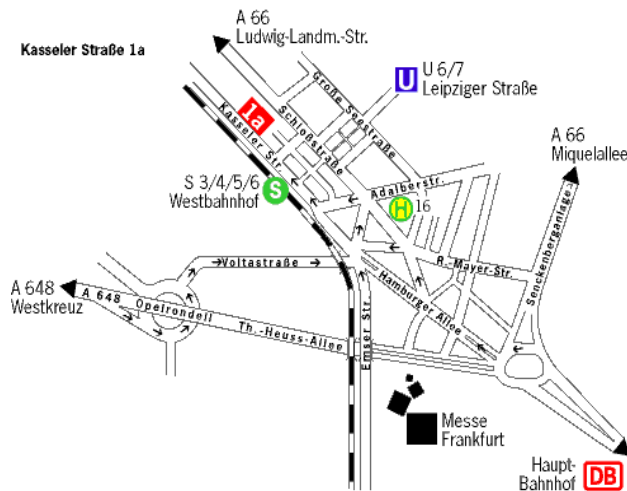 A 66
Ludwig-Landm.-Str.
Kasseler Straße 1a
U
U 6/7
Leipziger Straße
Große Seestraße
1a
Schloßstraße
Kasseler Str.
A 66
Miquelallee
S 3/4/5/6
Westbahnhof
S
Adalberstr.
H
16
Senckenberganlage
R.-Mayer-Str.
Voltastraße
Hamburger Allee
A 648
Westkreuz
A 648
Opelrondell
Th.-Heuss-Allee
Emser Str.
Messe
Frankfurt
Haupt-
Bahnhof
DB